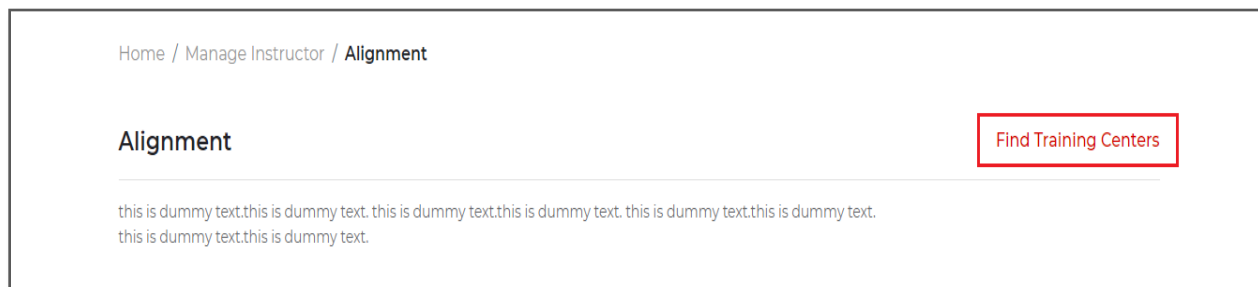 Home / Manage Instructor / Alignment
Alignment
Find Training Centers
this is dummy text.this is dummy text. this is dummy text.this is dummy text. this is dummy text.this is dummy text.
this is dummy text.this is dummy text.